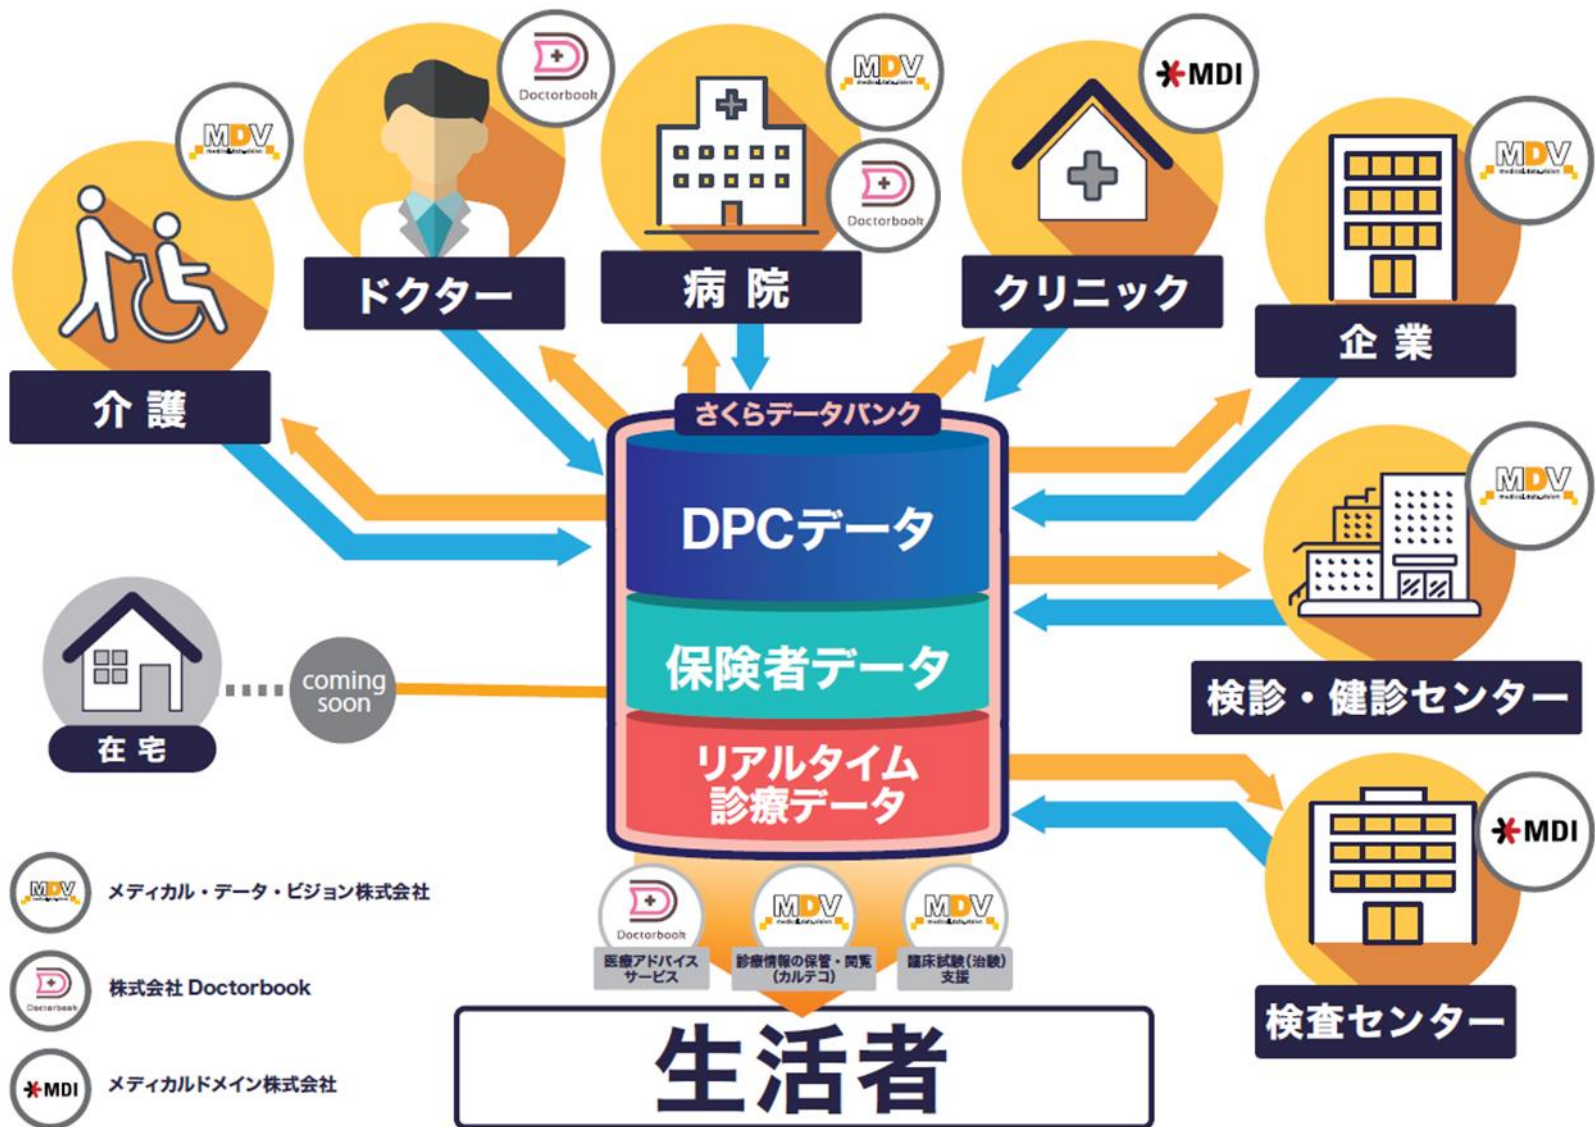 Doctorbook
MDV
MDI
MDV
MDV
Doctorbook
MDV
ドクター
病院
クリニック
企業
介護
さくらデータバンク
DPCデータ
MDV
保険者データ
coming
soon
検診・健診センター
在宅
リアルタイム
診療データ
MDI
MDV
メディカル・データ・ビジョン株式会社
Doctorbook
MDV
MDV
医療アドバイス
サービス
診療情報の保管・閲覧
(カルテコ)
臨床試験(治験)
支援
Doctorbook
株式会社 Doctorbook
検査センター
MDI
メディカルドメイン株式会社
生活者